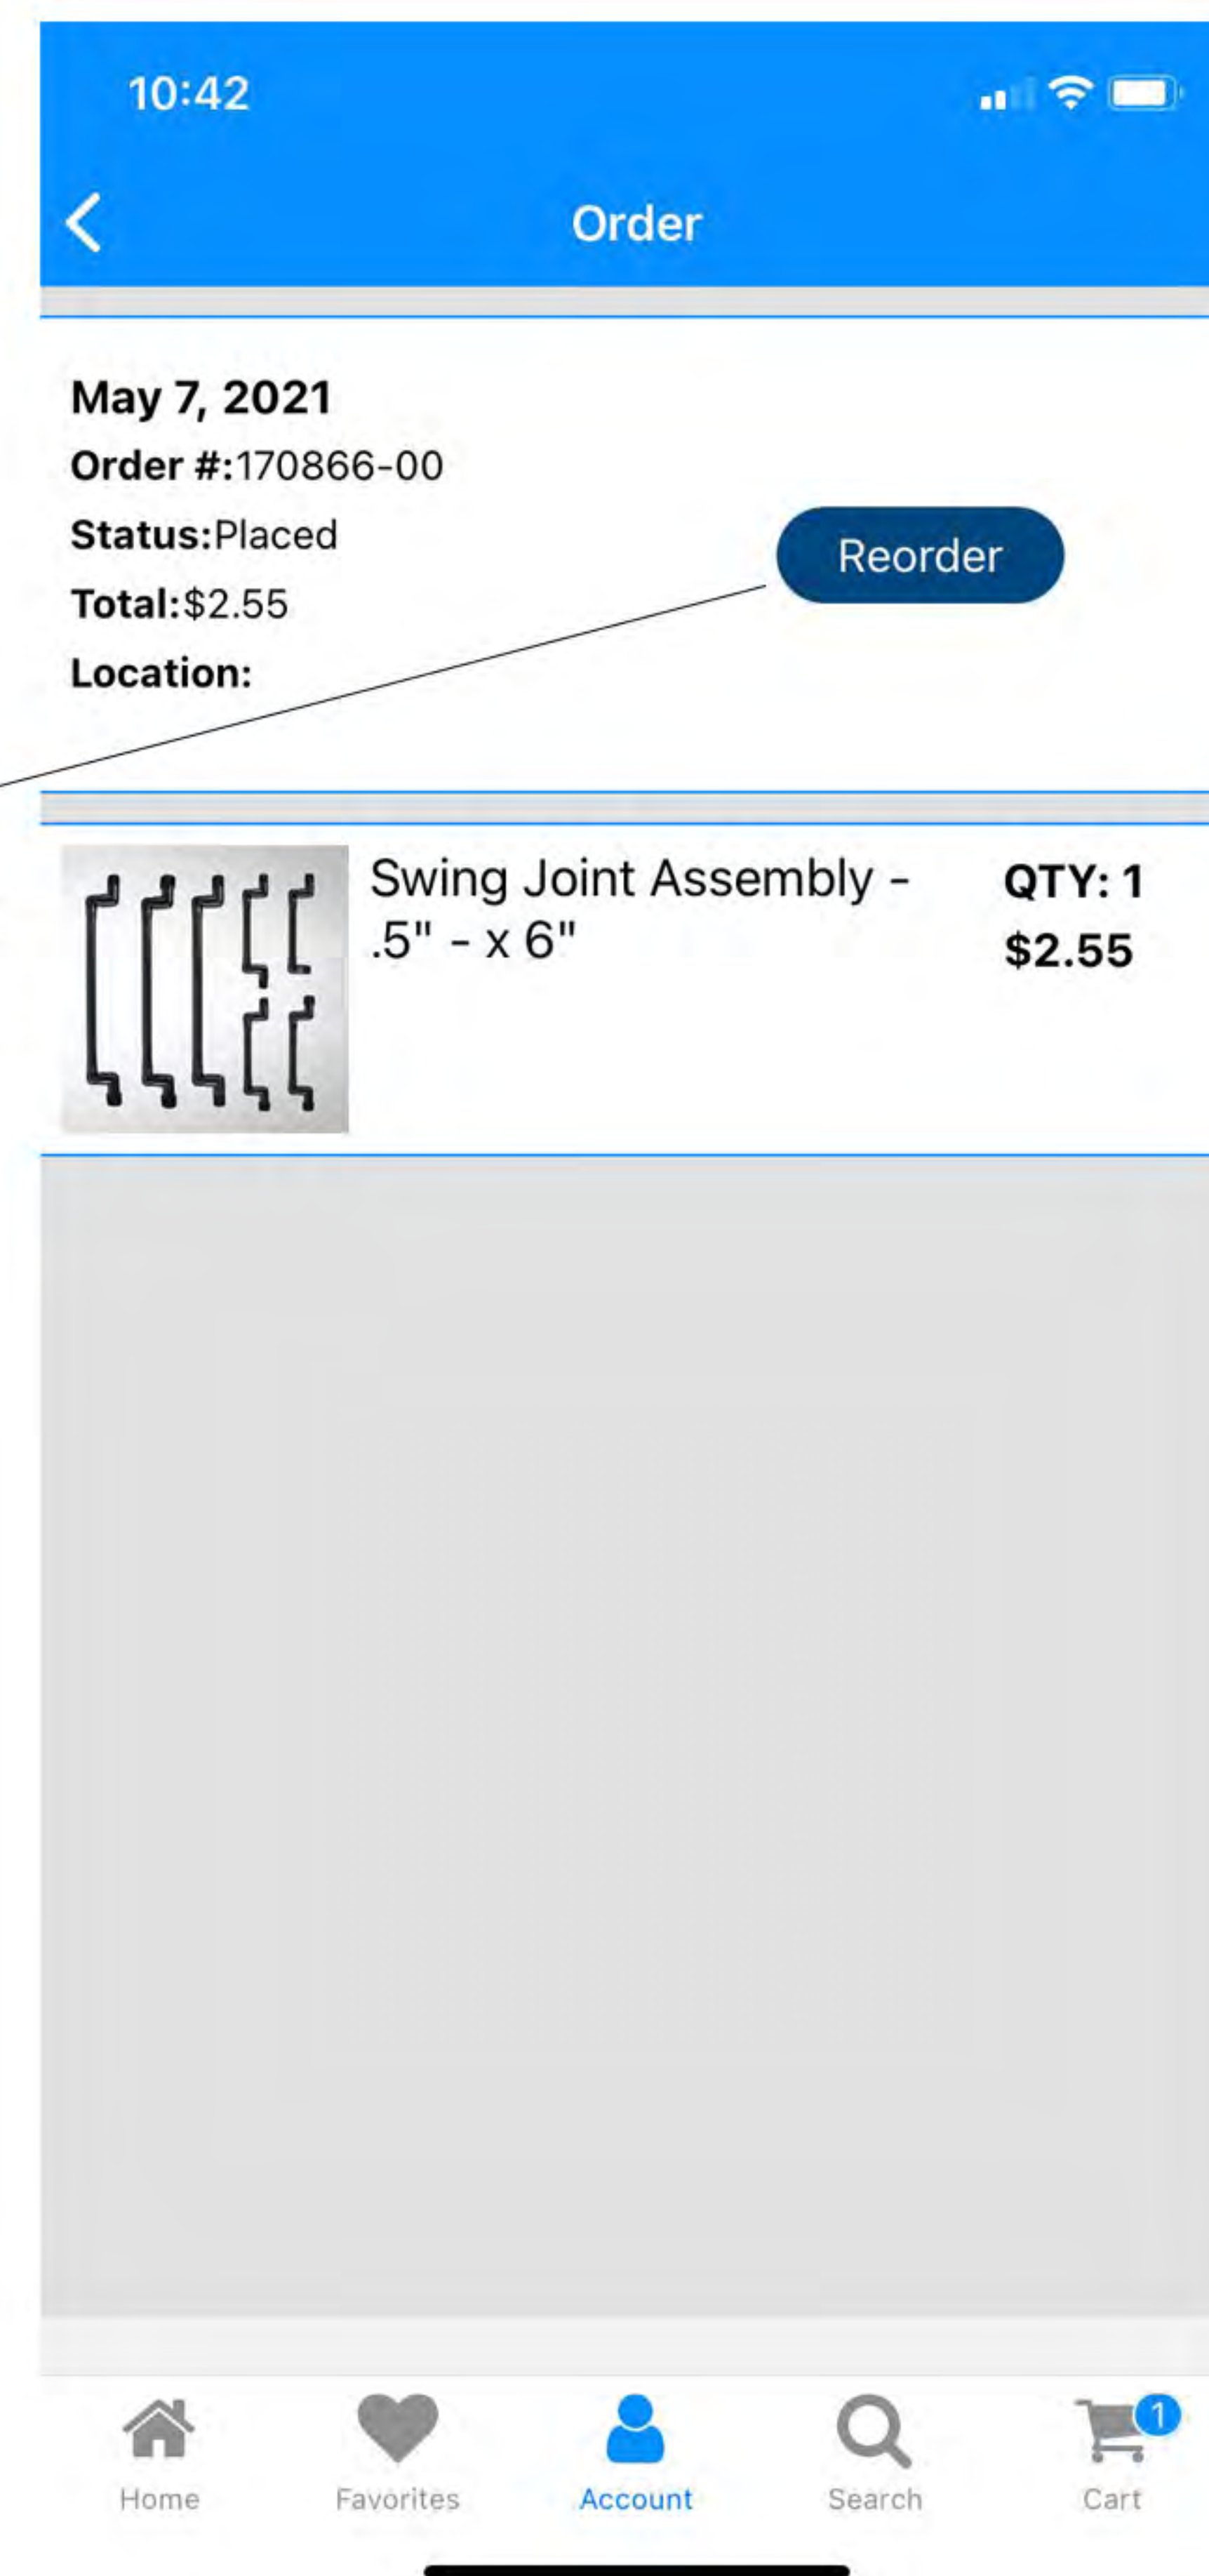 10:42
Order
May 7, 2021
Order #:170866-00
Status:Placed
Total:$2.55
Location:
Reorder
Swing Joint Assembly -
.5" - x 6"
QTY: 1
$2.55
1
Home
Favorites
Account
Search
Cart